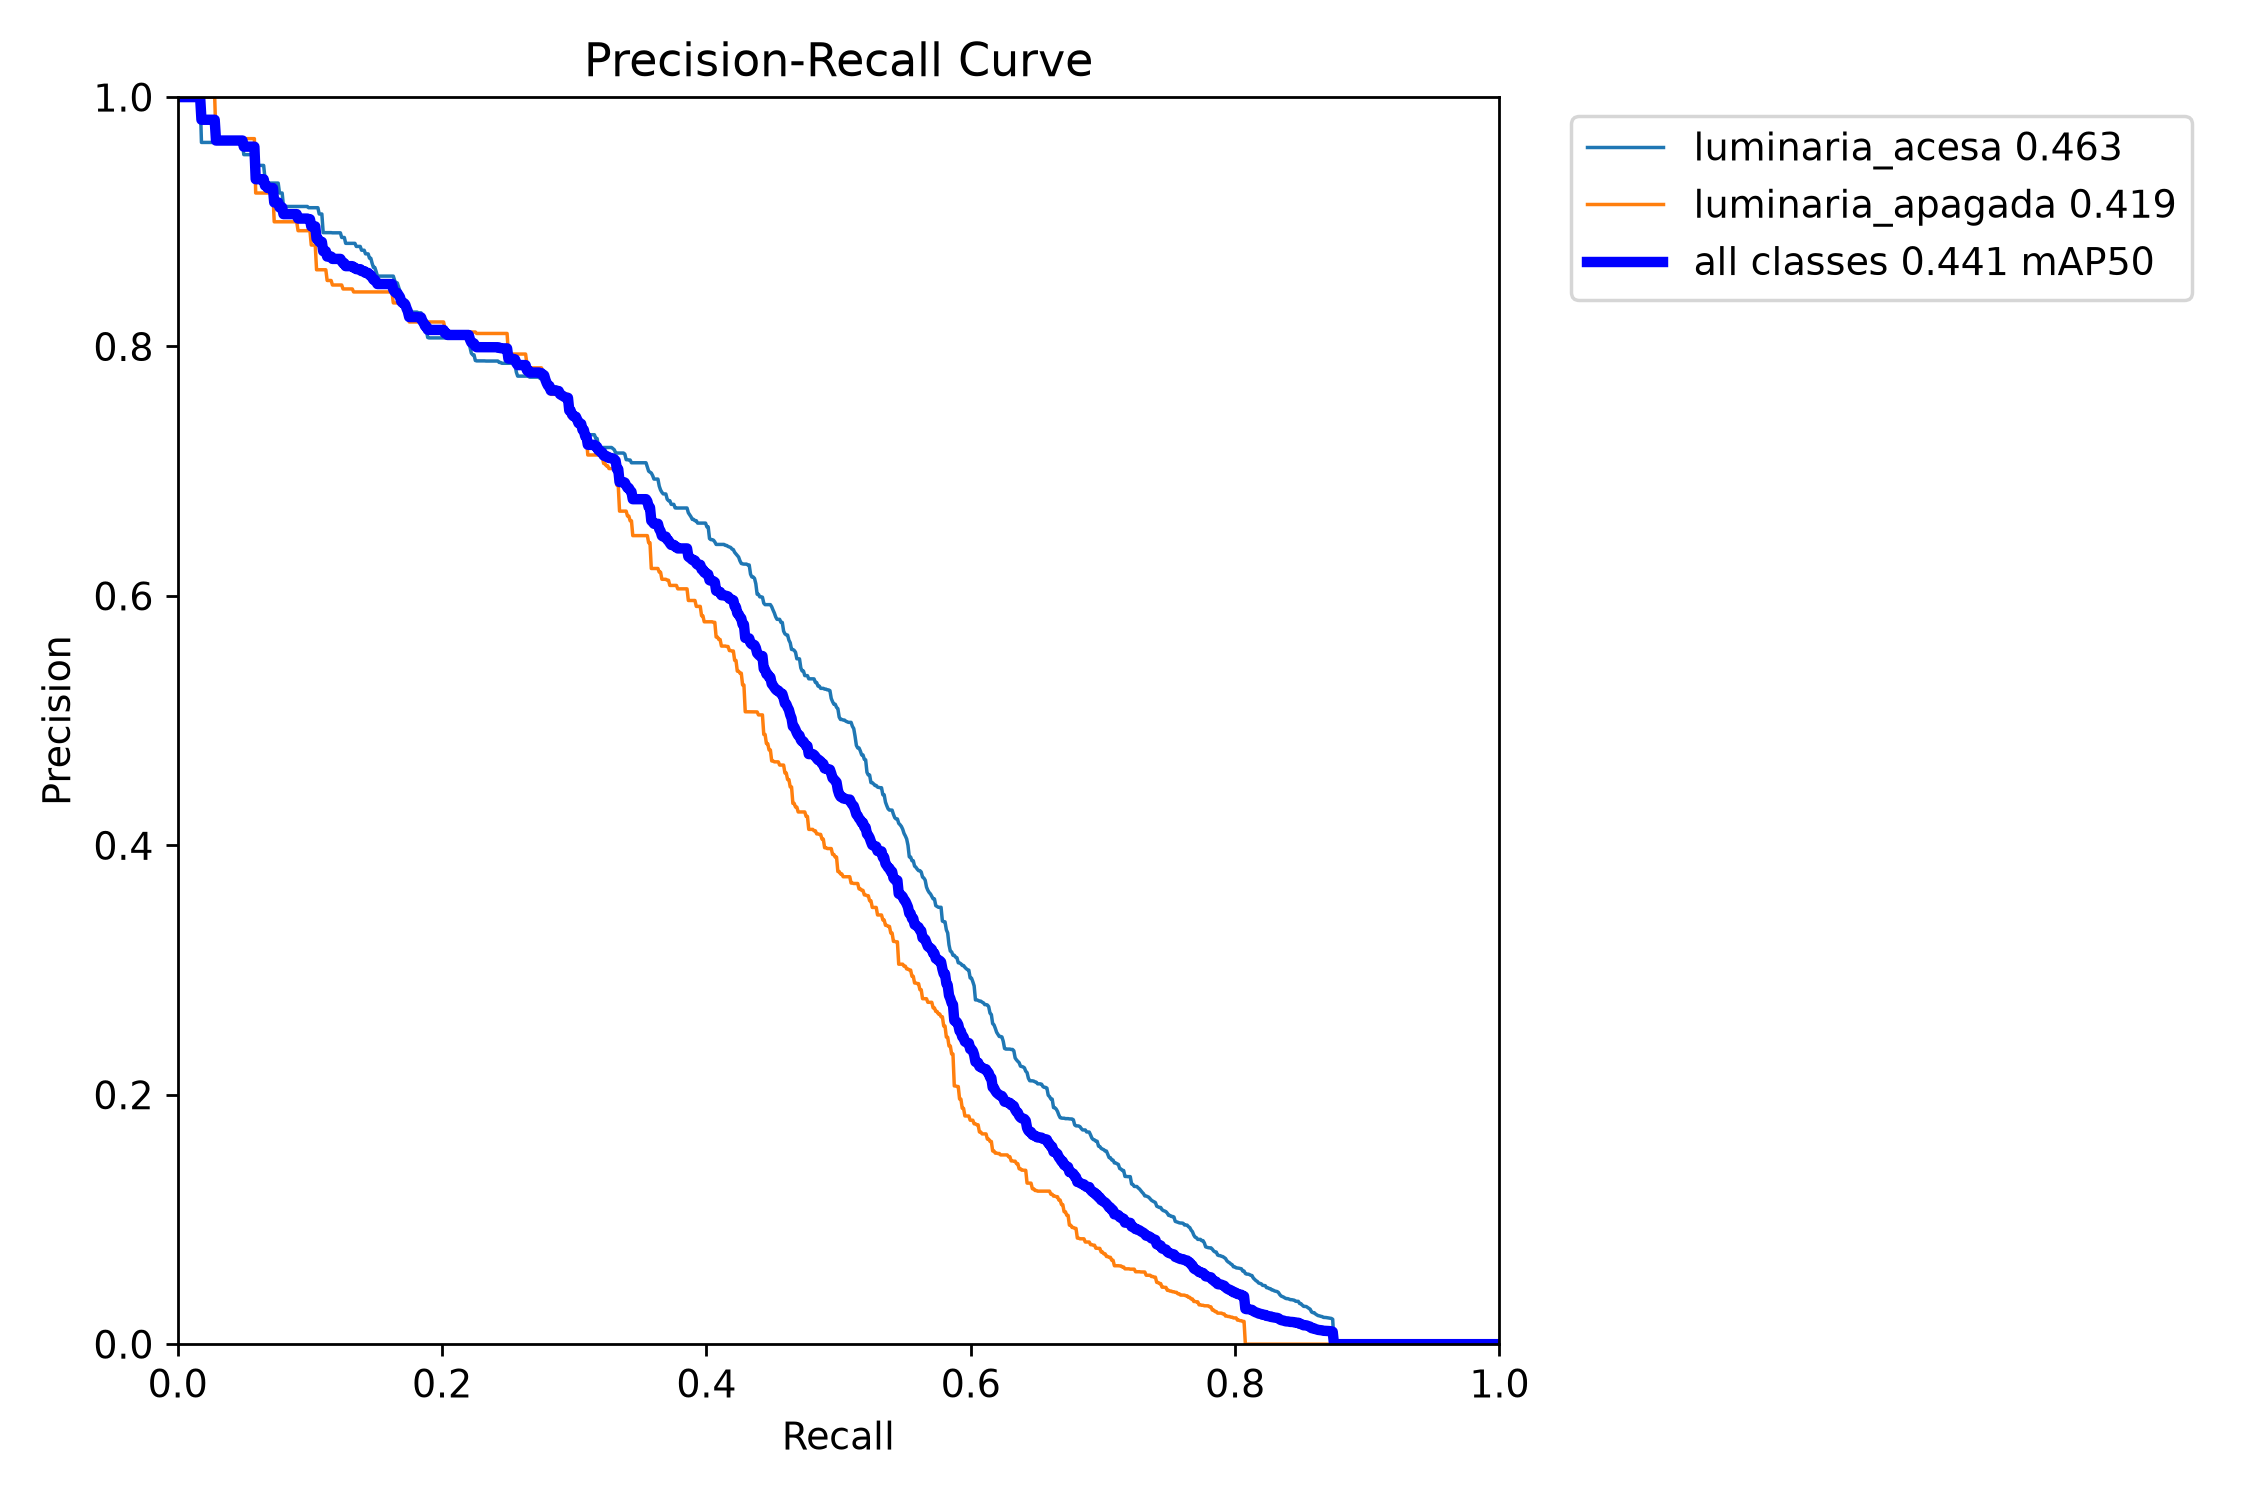 Precision-Recall Curve
1.0
0.8
0.6
0.4
0.2
0.0
Precision
0.0 0.2 0.4 0.6 0.8 1.0
Recall
luminaria_acesa 0.463
luminaria_apagada 0.419
all classes 0.441 mAP50